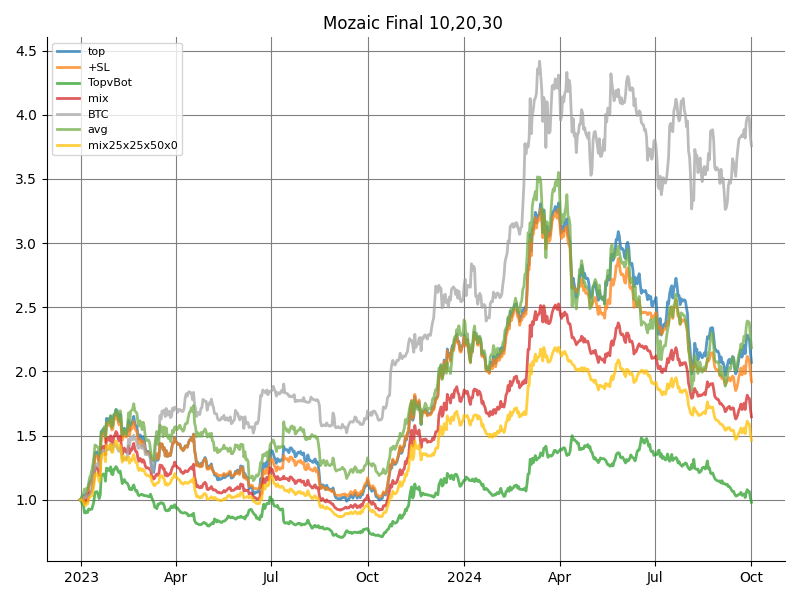 Mozaic Final 10,20,30
top
+SL
TopvBot
mix
BTC
avg
mix25x25x50x0
4.5
4.0
3.5
3.0
2.5
2.0
1.5
1.0
2023 Apr Jul Oct 2024 Apr Jul Oct